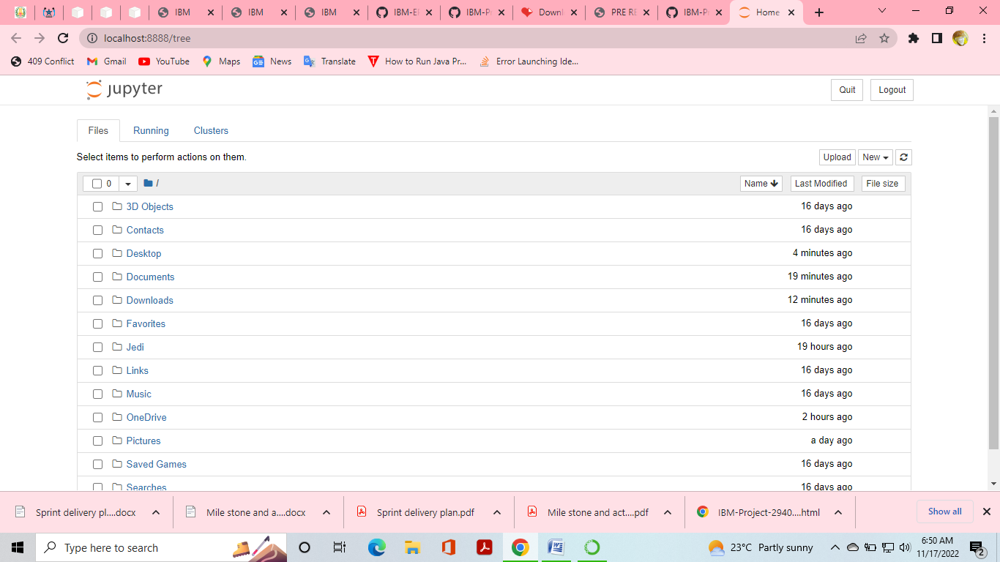 IBM IBM IBM IBM-EI IBM-Pr Downl PRE RE IBM-Pr Home
localhost:8888/tree
409 Conflict Gmail YouTube Maps News Translate How to Run Java Pr... Error Launching Ide...
jupyter Quit Logout
Files Running Clusters
Select items to perform actions on them. Upload New
0 / Name Last Modified File size
3D Objects 16 days ago
Contacts 16 days ago
Desktop 4 minutes ago
Documents 19 minutes ago
Downloads 12 minutes ago
Favorites 16 days ago
Jedi 19 hours ago
Links 16 days ago
Music 16 days ago
OneDrive 2 hours ago
Pictures a day ago
Saved Games 16 days ago
Searches 16 days ago
Sprint delivery pl....docx Mile stone and a....docx Sprint delivery plan.pdf Mile stone and act....pdf IBM-Project-2940....html Show all
Type here to search 23°C Partly sunny 6:50 AM
11/17/2022 2